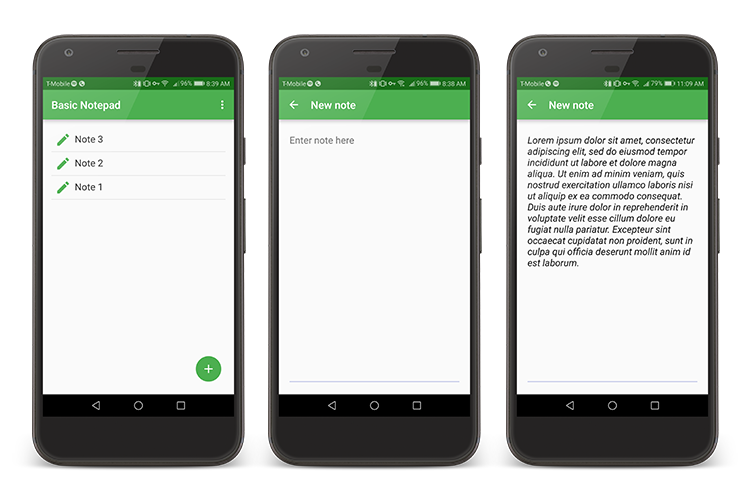 T-Mobile 96% 8:39 AM
Basic Notepad
Note 3
Note 2
Note 1
T-Mobile 96% 8:38 AM
New note
Enter note here
T-Mobile 79% 11:09 AM
New note
Lorem ipsum dolor sit amet, consectetur
adipiscing elit, sed do eiusmod tempor
incididunt ut labore et dolore magna
aliqua. Ut enim ad minim veniam, quis
nostrud exercitation ullamco laboris nisi
ut aliquip ex ea commodo consequat.
Duis aute irure dolor in reprehenderit in
voluptate velit esse cillum dolore eu
fugiat nulla pariatur. Excepteur sint
occaecat cupidatat non proident, sunt in
culpa qui officia deserunt mollit anim id
est laborum.